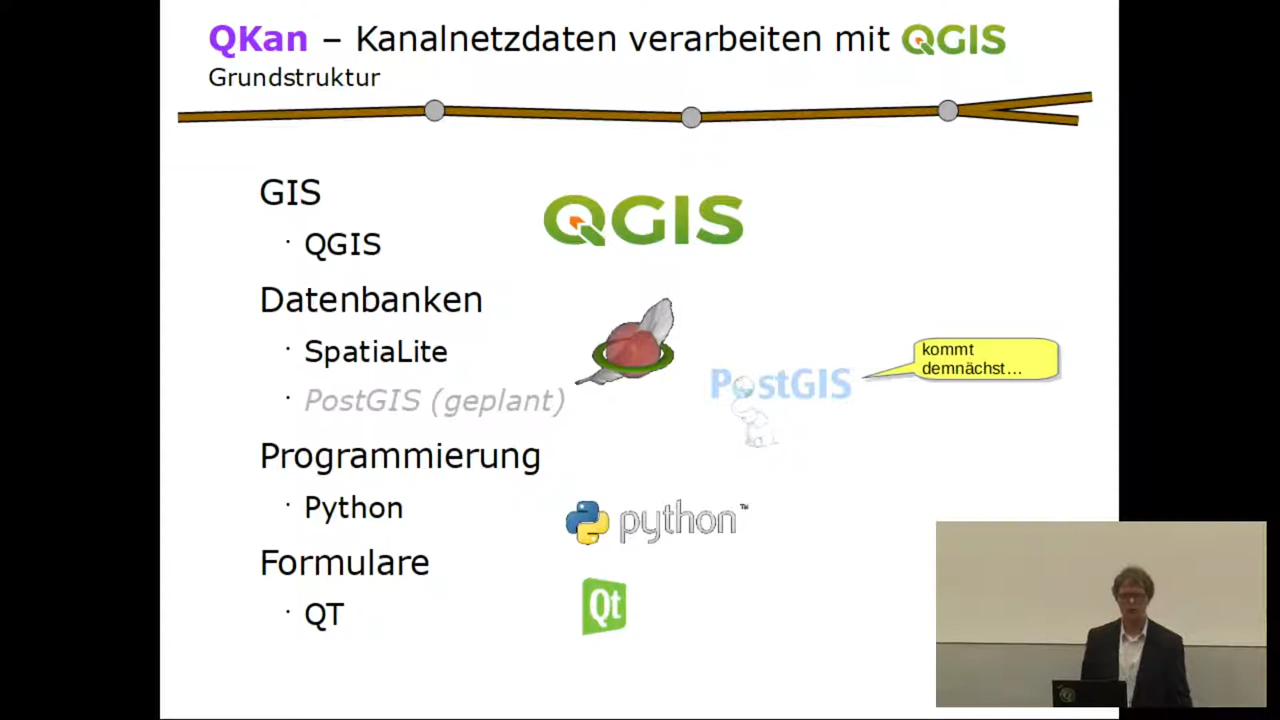 QKan – Kanalnetzdaten verarbeiten mit QGIS
Grundstruktur
GIS
QGIS
· QGIS
Datenbanken
· SpatiaLite
kommt
demnächst...
PostGIS
· PostGIS (geplant)
Programmierung
· Python
python™
Formulare
· QT
Qt